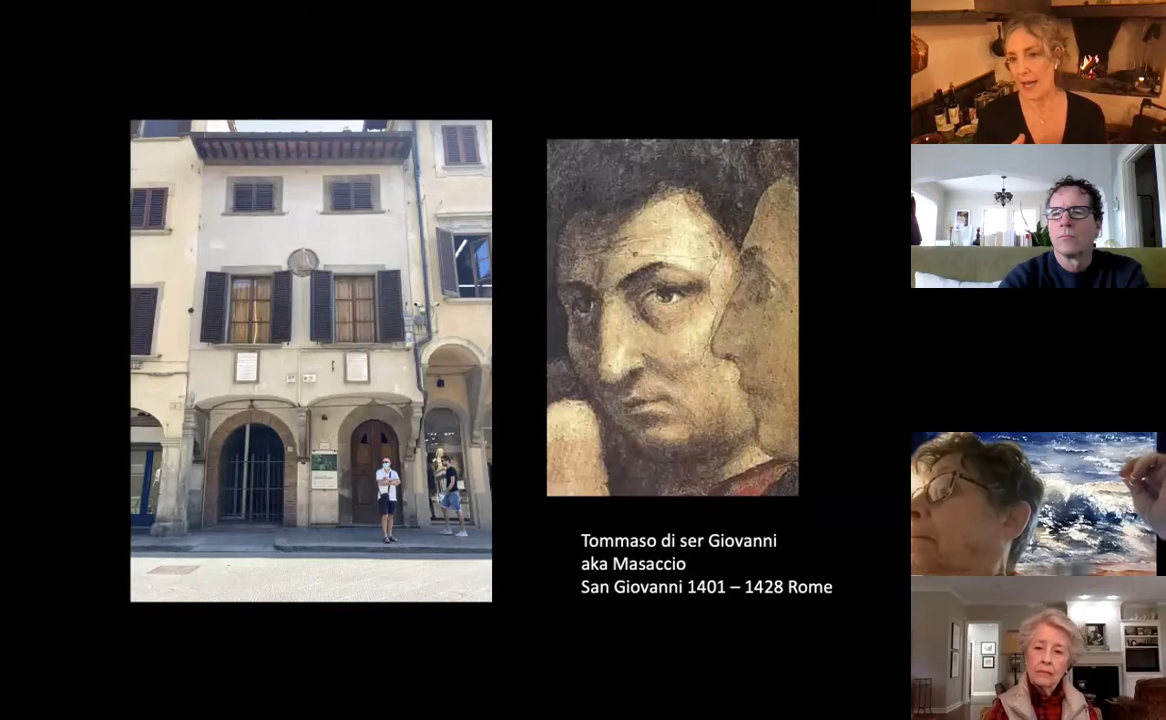 Tommaso di ser Giovanni
aka Masaccio
San Giovanni 1401 – 1428 Rome